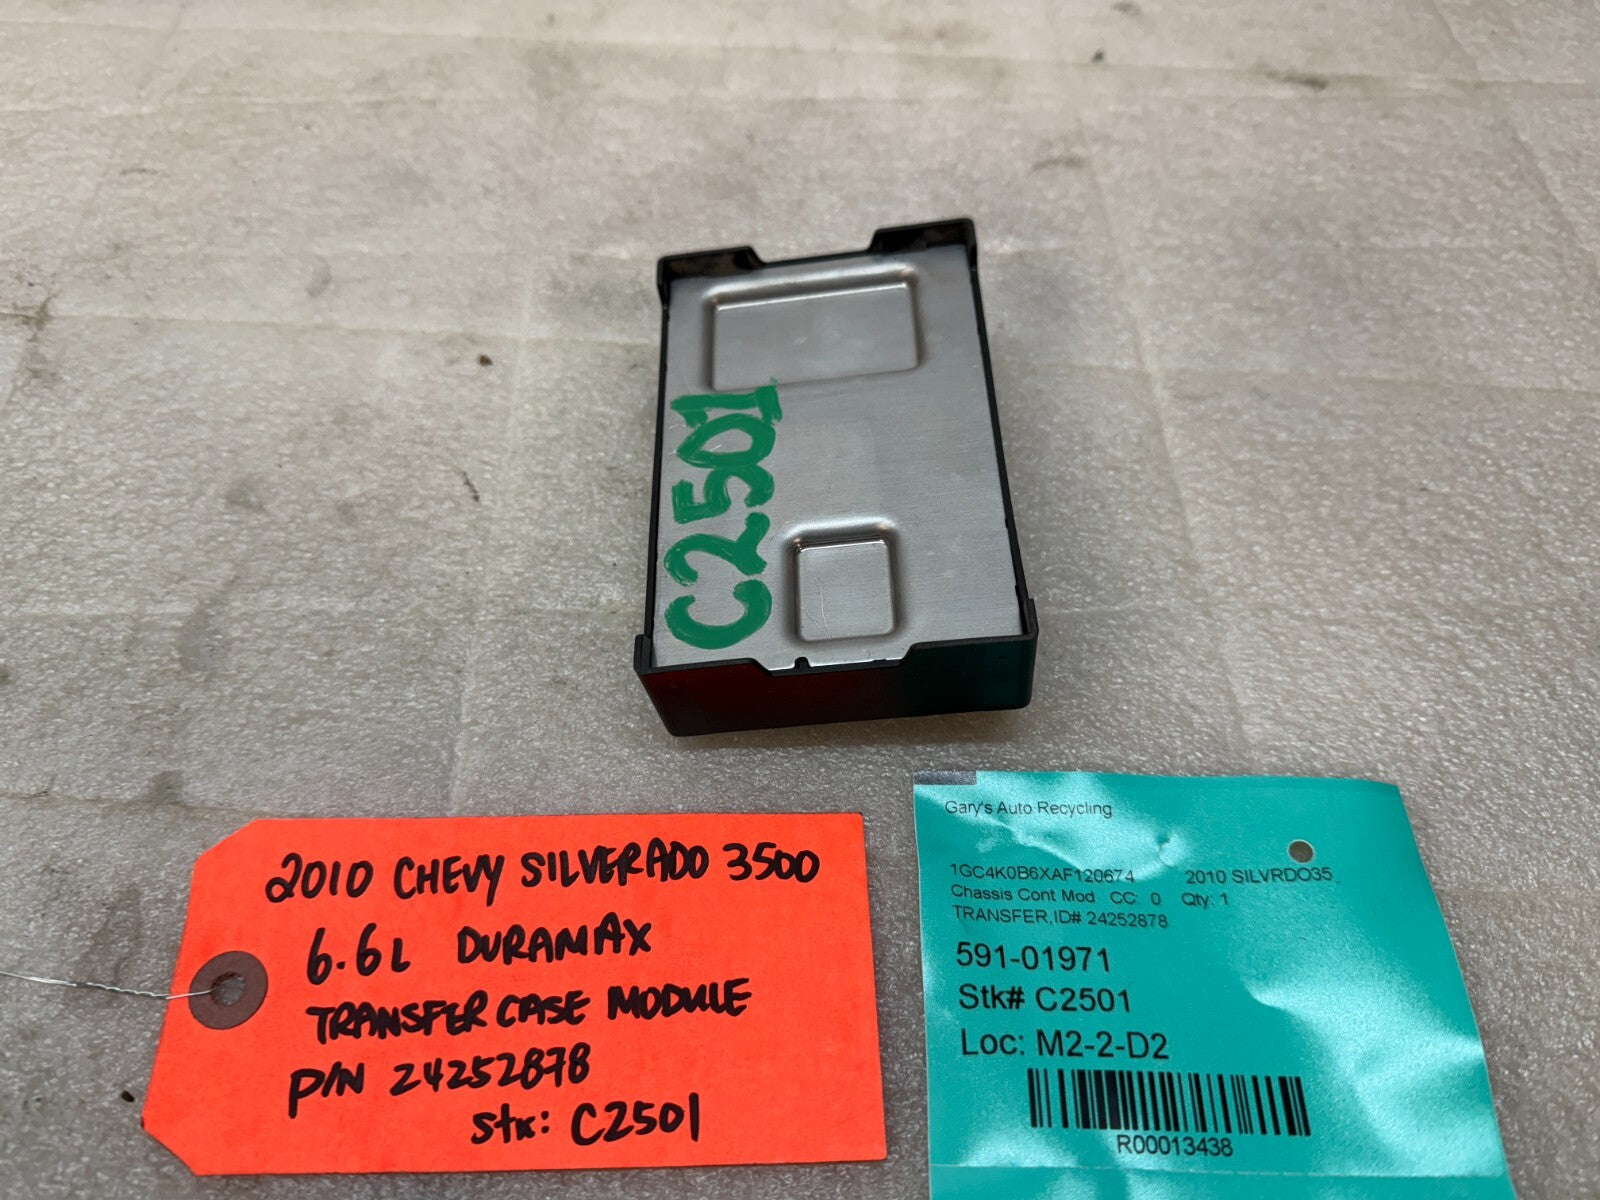 C2501
2010 CHEVY SILVERADO 3500
6.6L DURAMAX
TRANSFER CASE MODULE
P/N 24252878
Stk: C2501
Gary's Auto Recycling
1GC4K0B6XAF120674 2010 SILVRDO35
Chassis Cont Mod CC: 0 Qty: 1
TRANSFER,ID# 24252878
591-01971
Stk# C2501
Loc: M2-2-D2
R00013438